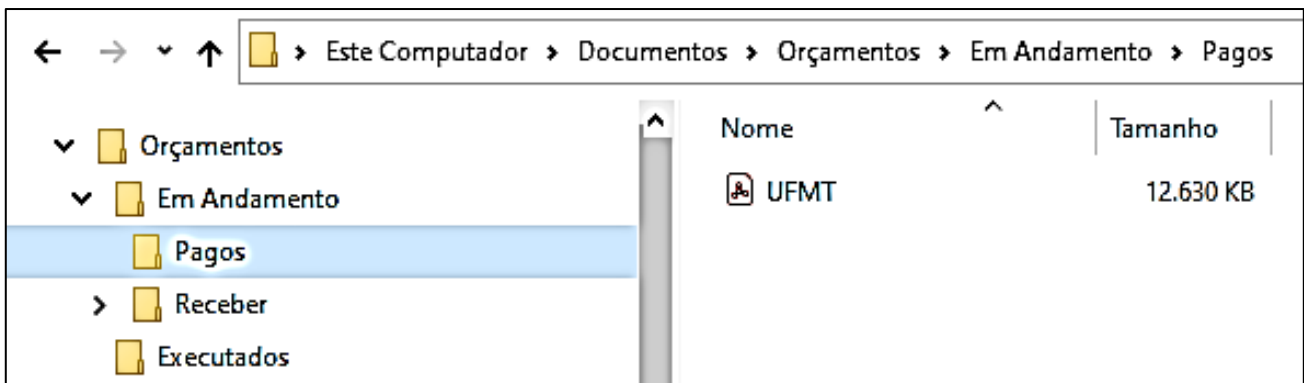 Este Computador > Documentos > Orçamentos > Em Andamento > Pagos
Orçamentos
Em Andamento
Pagos
Receber
Executados
Nome Tamanho
UFMT 12.630 KB